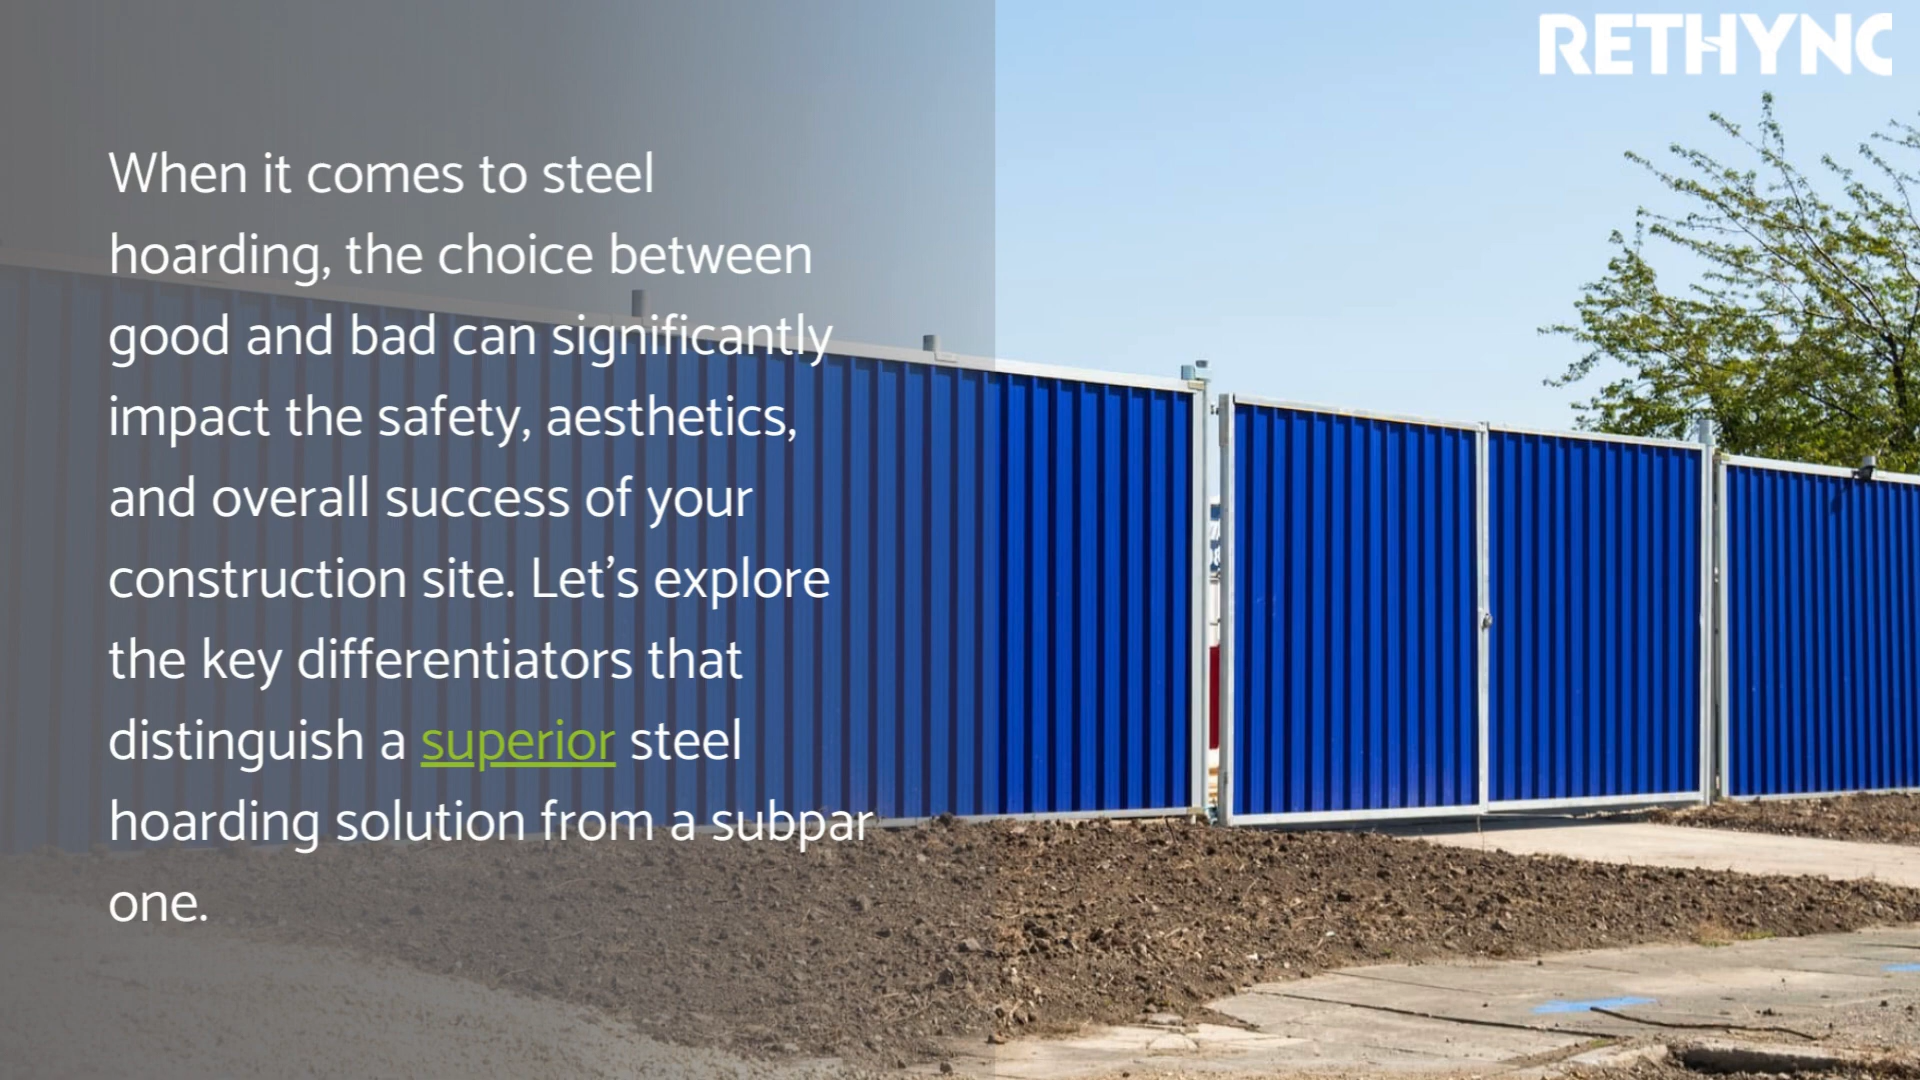 RETHYNC
When it comes to steel
hoarding, the choice between
good and bad can significantly
impact the safety, aesthetics,
and overall success of your
construction site. Let’s explore
the key differentiators that
distinguish a superior steel
hoarding solution from a subpar
one.